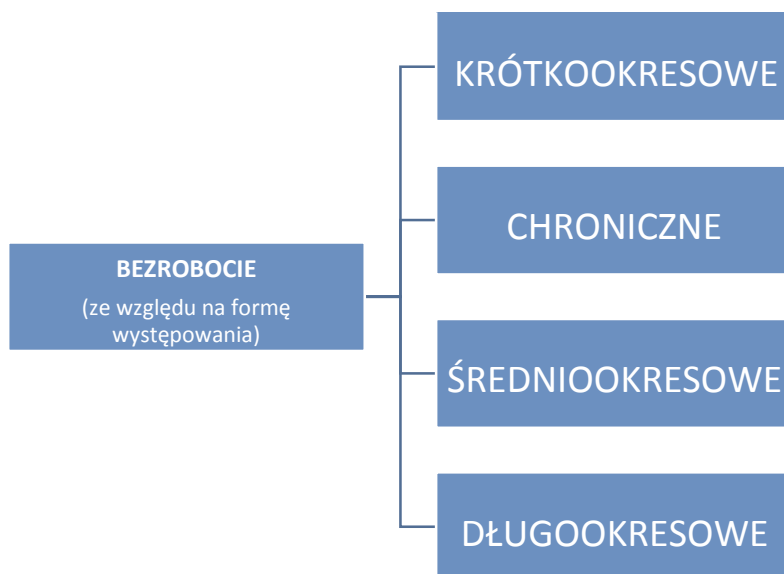 BEZROBOCIE
(ze względu na formę
występowania)
KRÓTKOOKRESOWE
CHRONICZNE
ŚREDNIOOKRESOWE
DŁUGOOKRESOWE